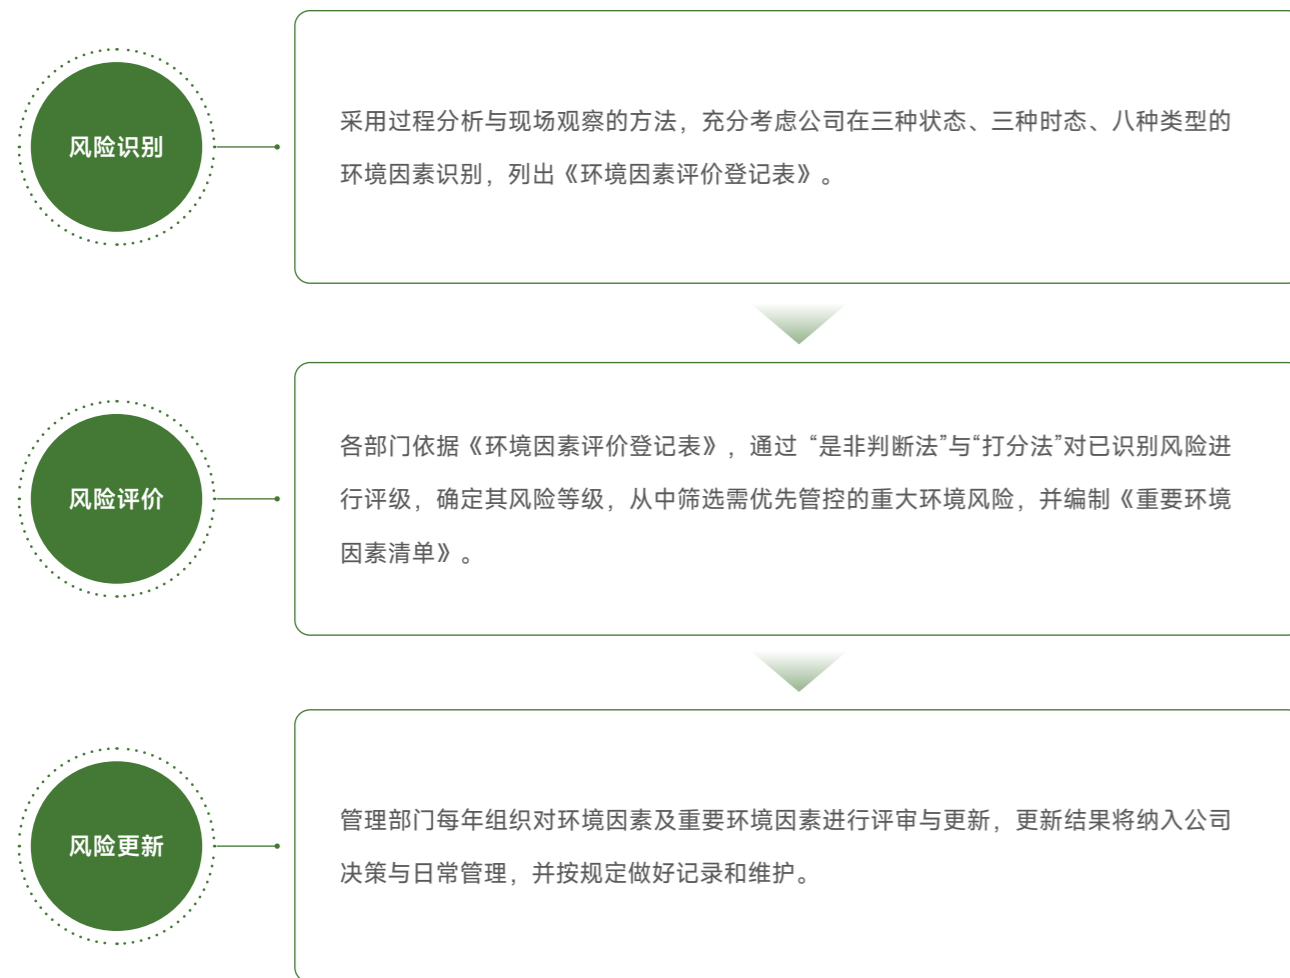 风险识别
采用过程分析与现场观察的方法，充分考虑公司在三种状态、三种时态、八种类型的
环境因素识别，列出《环境因素评价登记表》。
风险评价
各部门依据《环境因素评价登记表》，通过 “是非判断法”与“打分法”对已识别风险进
行评级，确定其风险等级，从中筛选需优先管控的重大环境风险，并编制《重要环境
因素清单》。
风险更新
管理部门每年组织对环境因素及重要环境因素进行评审与更新，更新结果将纳入公司
决策与日常管理，并按规定做好记录和维护。